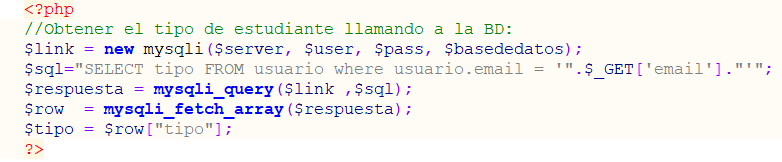 <?php
//Obtener el tipo de estudiante llamando a la BD:
$link = new mysqli($server, $user, $pass, $basededatos);
$sql="SELECT tipo FROM usuario where usuario.email = '".$_GET['email']."'";
$respuesta = mysqli_query($link ,$sql);
$row  = mysqli_fetch_array($respuesta);
$tipo = $row["tipo"];
?>